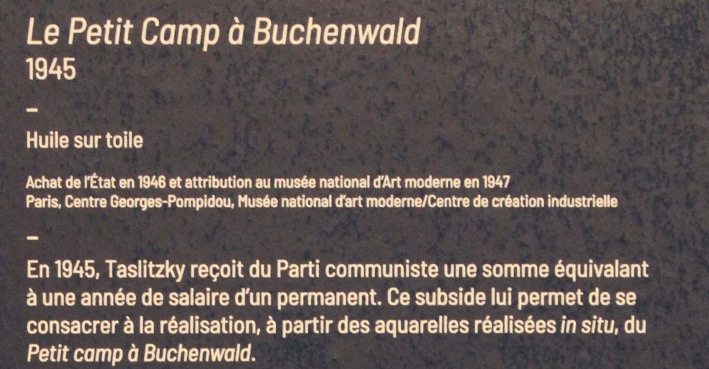 Le Petit Camp à Buchenwald
1945
–
Huile sur toile
Achat de l'État en 1946 et attribution au musée national d'Art moderne en 1947
Paris, Centre Georges-Pompidou, Musée national d'art moderne/Centre de création industrielle
–
En 1945, Taslitzky reçoit du Parti communiste une somme équivalant
à une année de salaire d'un permanent. Ce subside lui permet de se
consacrer à la réalisation, à partir des aquarelles réalisées in situ, du
Petit camp à Buchenwald.